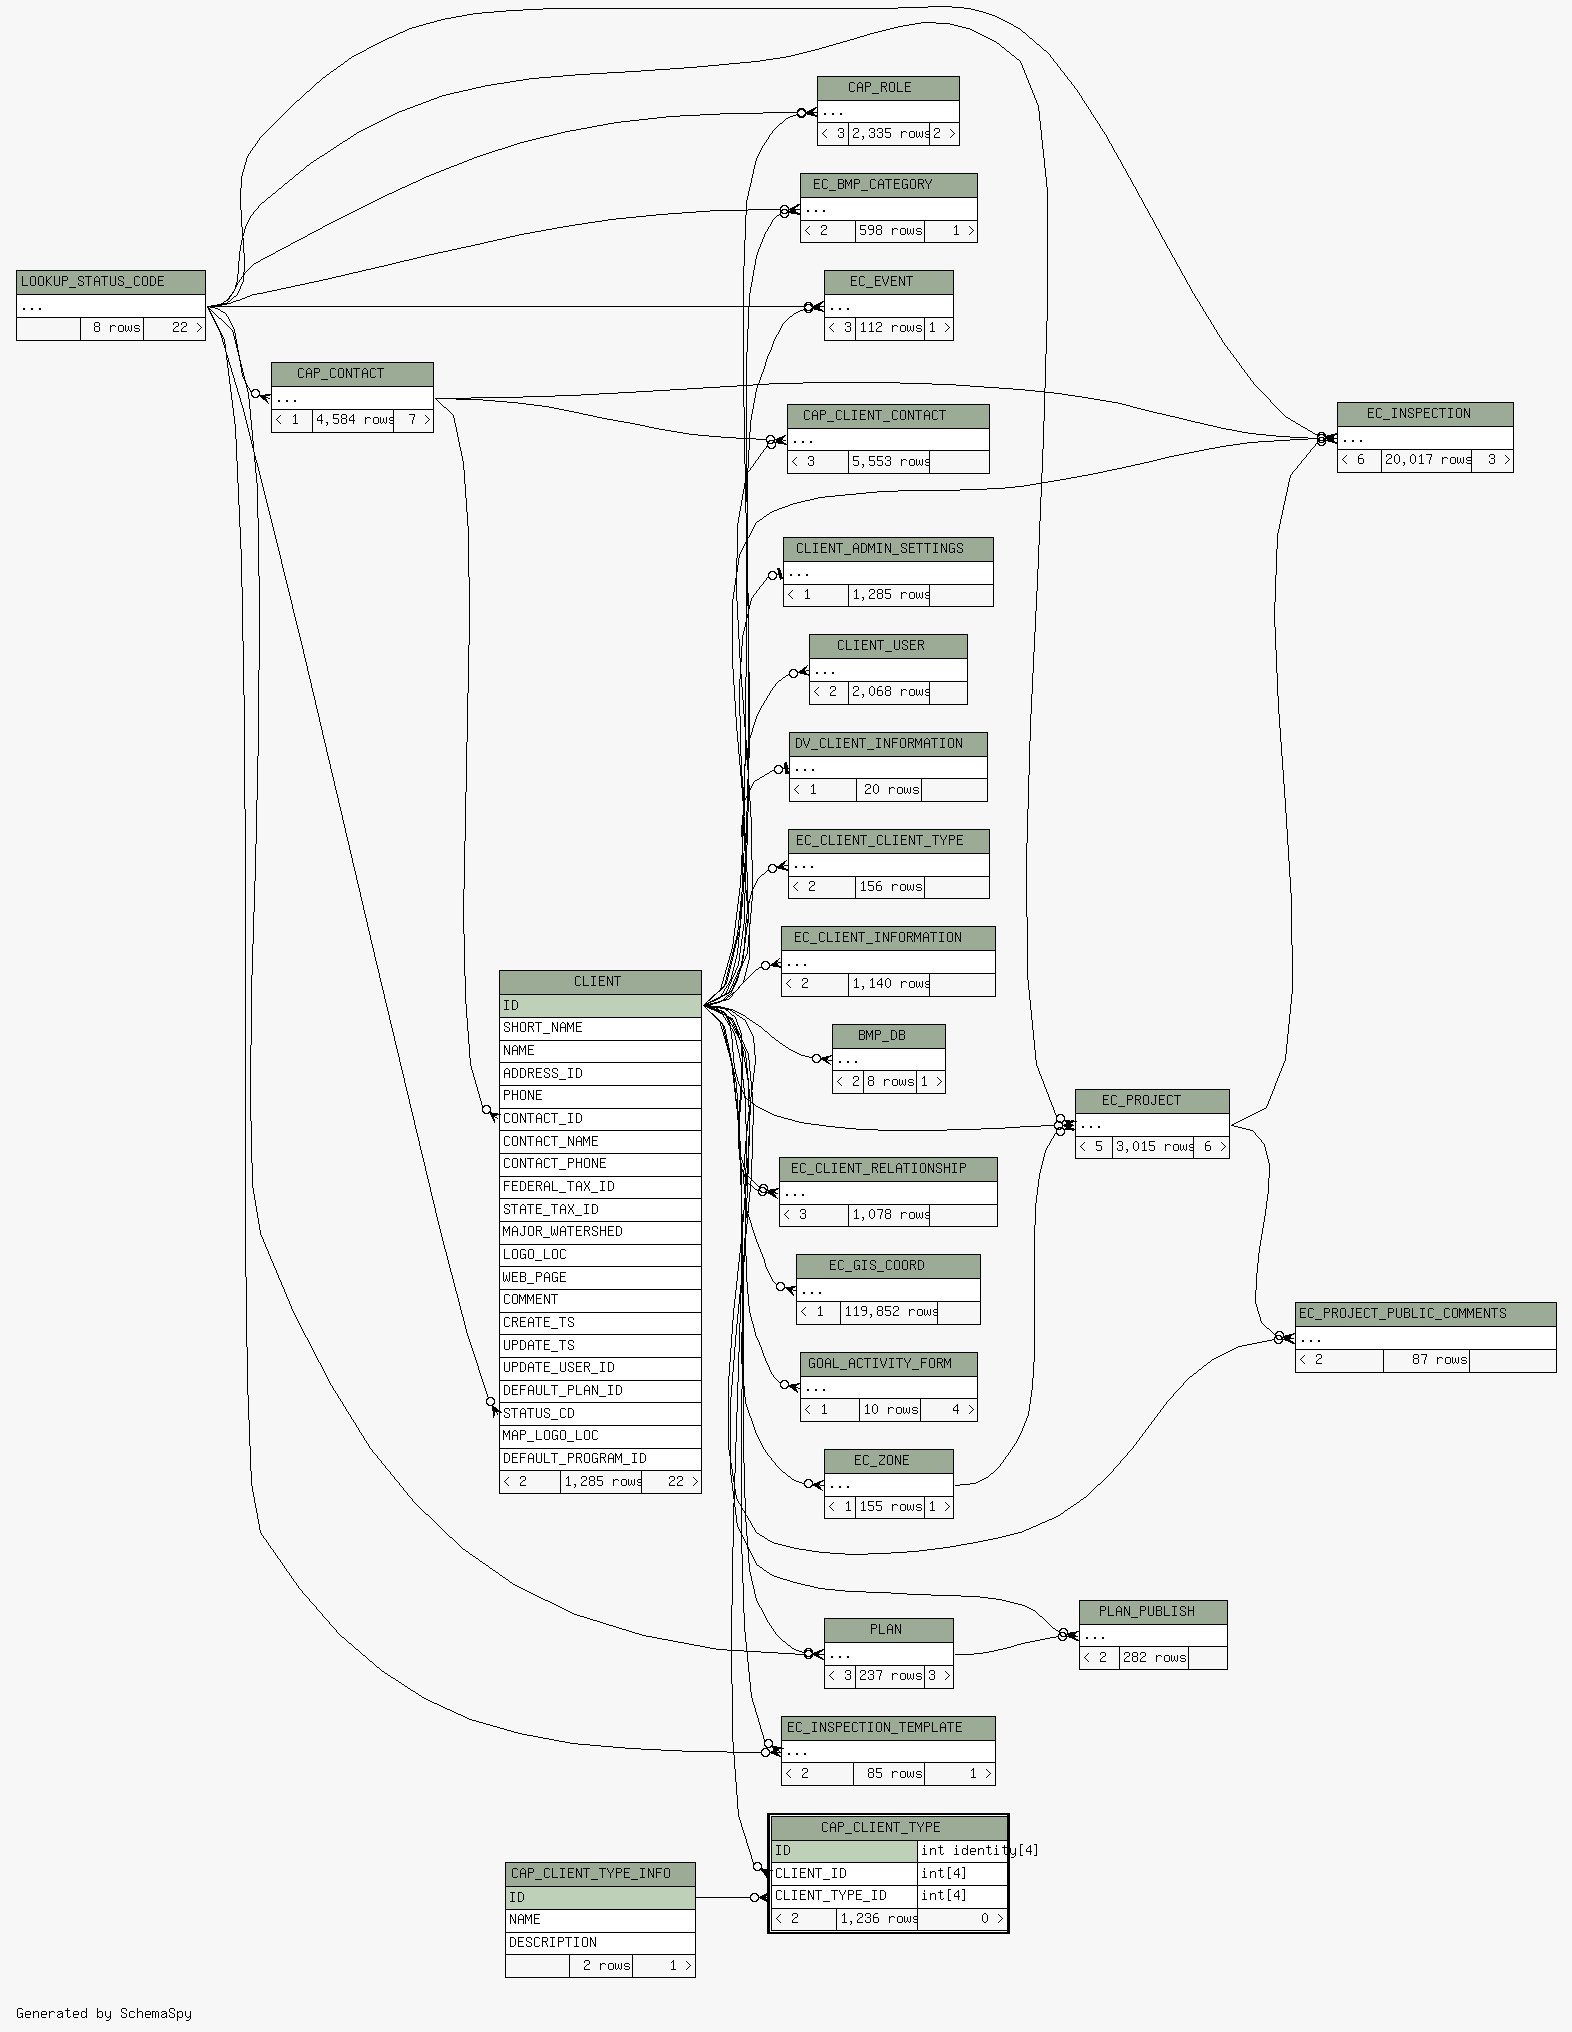 CAP_ROLE
...
< 3 2,335 rows 2 >
EC_BMP_CATEGORY
...
< 2 598 rows 1 >
LOOKUP_STATUS_CODE
...
8 rows 22 >
EC_EVENT
...
< 3 112 rows 1 >
CAP_CONTACT
...
< 1 4,584 rows 7 >
CAP_CLIENT_CONTACT
...
< 3 5,553 rows
EC_INSPECTION
...
< 6 20,017 rows 3 >
CLIENT_ADMIN_SETTINGS
...
< 1 1,285 rows
CLIENT_USER
...
< 2 2,068 rows
DV_CLIENT_INFORMATION
...
< 1 20 rows
EC_CLIENT_CLIENT_TYPE
...
< 2 156 rows
EC_CLIENT_INFORMATION
...
< 2 1,140 rows
CLIENT
ID
SHORT_NAME
NAME
ADDRESS_ID
PHONE
CONTACT_ID
CONTACT_NAME
CONTACT_PHONE
FEDERAL_TAX_ID
STATE_TAX_ID
MAJOR_WATERSHED
LOGO_LOC
WEB_PAGE
COMMENT
CREATE_TS
UPDATE_TS
UPDATE_USER_ID
DEFAULT_PLAN_ID
STATUS_CD
MAP_LOGO_LOC
DEFAULT_PROGRAM_ID
< 2 1,285 rows 22 >
BMP_DB
...
< 2 8 rows 1 >
EC_PROJECT
...
< 5 3,015 rows 6 >
EC_CLIENT_RELATIONSHIP
...
< 3 1,078 rows
EC_GIS_COORD
...
< 1 119,852 rows
EC_PROJECT_PUBLIC_COMMENTS
...
< 2 87 rows
GOAL_ACTIVITY_FORM
...
< 1 10 rows 4 >
EC_ZONE
...
< 1 155 rows 1 >
PLAN_PUBLISH
...
< 2 282 rows
PLAN
...
< 3 237 rows 3 >
EC_INSPECTION_TEMPLATE
...
< 2 85 rows 1 >
CAP_CLIENT_TYPE
ID int identity[4]
CLIENT_ID int[4]
CLIENT_TYPE_ID int[4]
< 2 1,236 rows 0 >
CAP_CLIENT_TYPE_INFO
ID
NAME
DESCRIPTION
2 rows 1 >
Generated by SchemaSpy